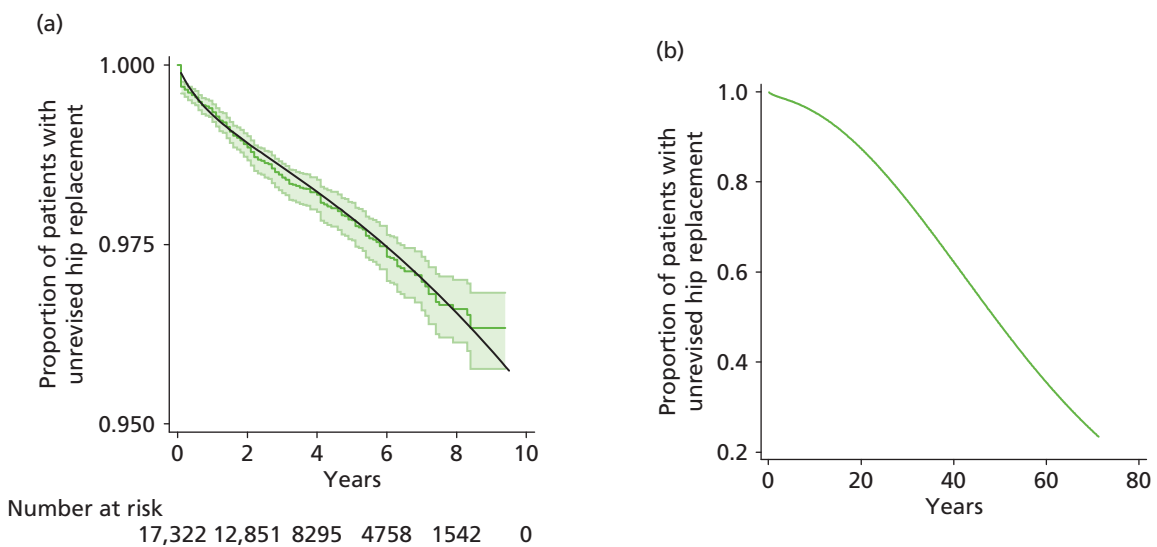 (a)
Proportion of patients with
unrevised hip replacement
1.000
0.975
0.950
0 2 4 6 8 10
Years
Number at risk
17,322 12,851 8295 4758 1542 0
(b)
Proportion of patients with
unrevised hip replacement
1.0
0.8
0.6
0.4
0.2
0 20 40 60 80
Years